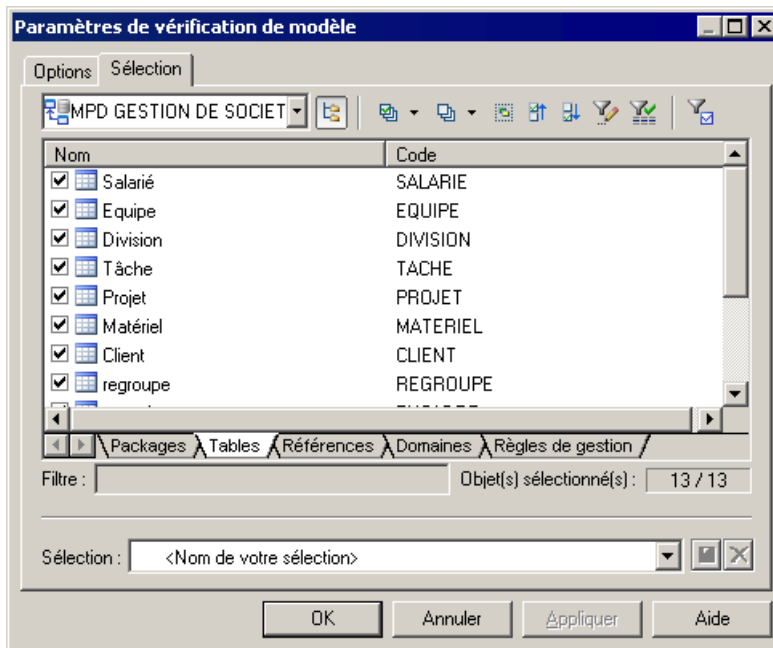 Paramètres de vérification de modèle
Options Sélection
MPD GESTION DE SOCIET
Nom Code
Salarié SALARIE
Equipe EQUIPE
Division DIVISION
Tâche TACHE
Projet PROJET
Matériel MATERIEL
Client CLIENT
regroupe REGROUPE
Packages Tables Références Domaines Règles de gestion
Filtre : Objet(s) sélectionné(s) : 13 / 13
Sélection : <Nom de votre sélection>
OK Annuler Appliquer Aide